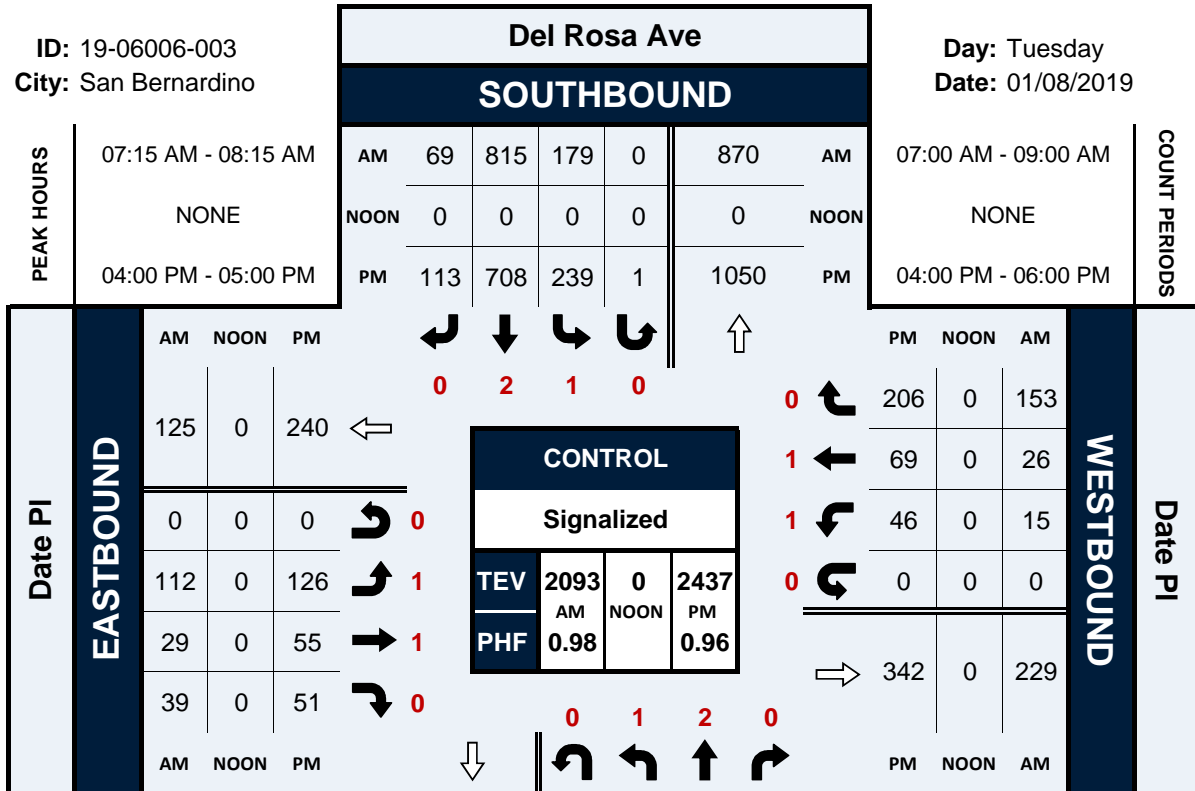 Del Rosa Ave
ID: 19-06006-003
Day: Tuesday
City: San Bernardino
Date: 01/08/2019
SOUTHBOUND
PEAK HOURS
07:15 AM - 08:15 AM
AM 69 815 179 0 870 AM
07:00 AM - 09:00 AM
COUNT PERIODS
NONE
NOON 0 0 0 0 0 NOON
NONE
04:00 PM - 05:00 PM
PM 113 708 239 1 1050 PM
04:00 PM - 06:00 PM
Date Pl
EASTBOUND
AM NOON PM
PM NOON AM
WESTBOUND
Date Pl
0 2 1 0
0 206 0 153
125 0 240
CONTROL
1 69 0 26
0 0 0 0
Signalized
1 46 0 15
112 0 126 1
TEV 2093 0 2437
AM NOON PM
0 0 0 0
29 0 55 1
PHF 0.98 0.96
342 0 229
39 0 51 0
0 1 2 0
AM NOON PM
PM NOON AM